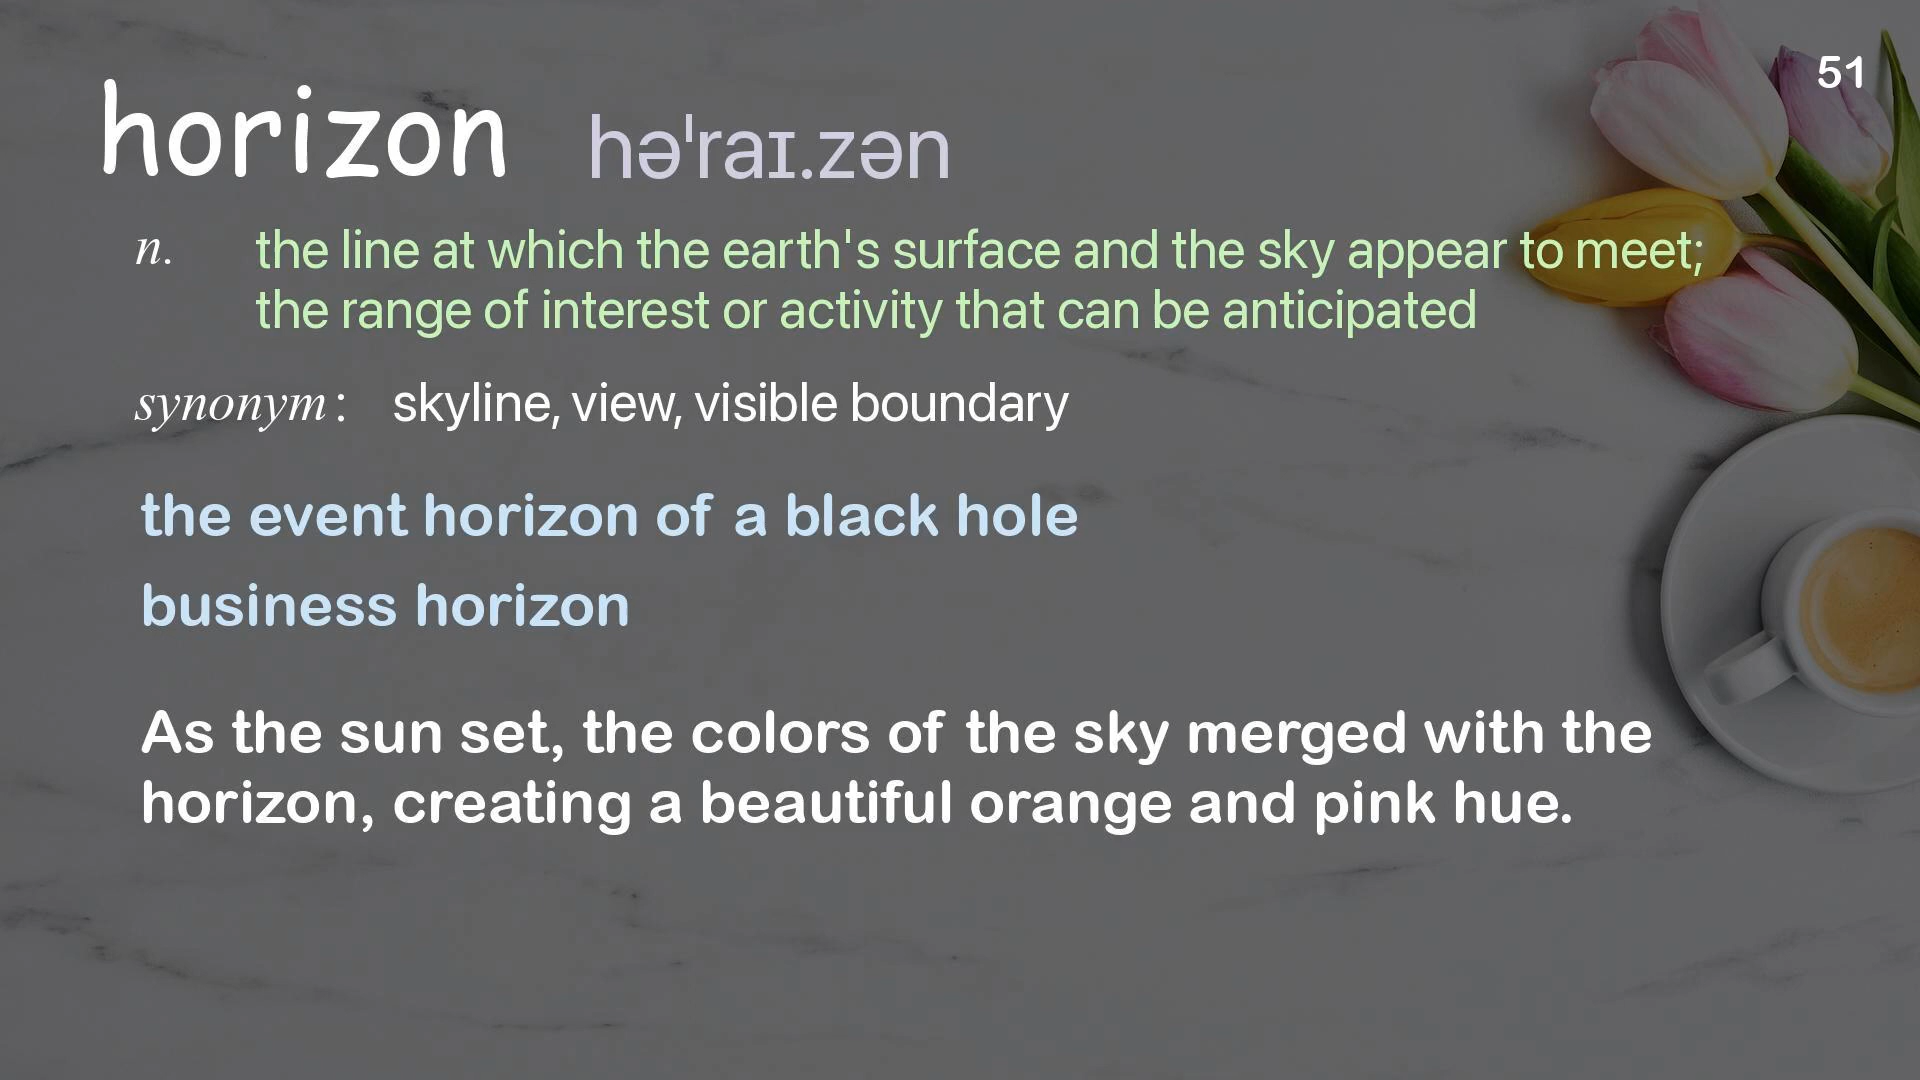 51
horizon həˈraɪ.zən
n. the line at which the earth's surface and the sky appear to meet;
the range of interest or activity that can be anticipated
synonym: skyline, view, visible boundary
the event horizon of a black hole
business horizon
As the sun set, the colors of the sky merged with the
horizon, creating a beautiful orange and pink hue.